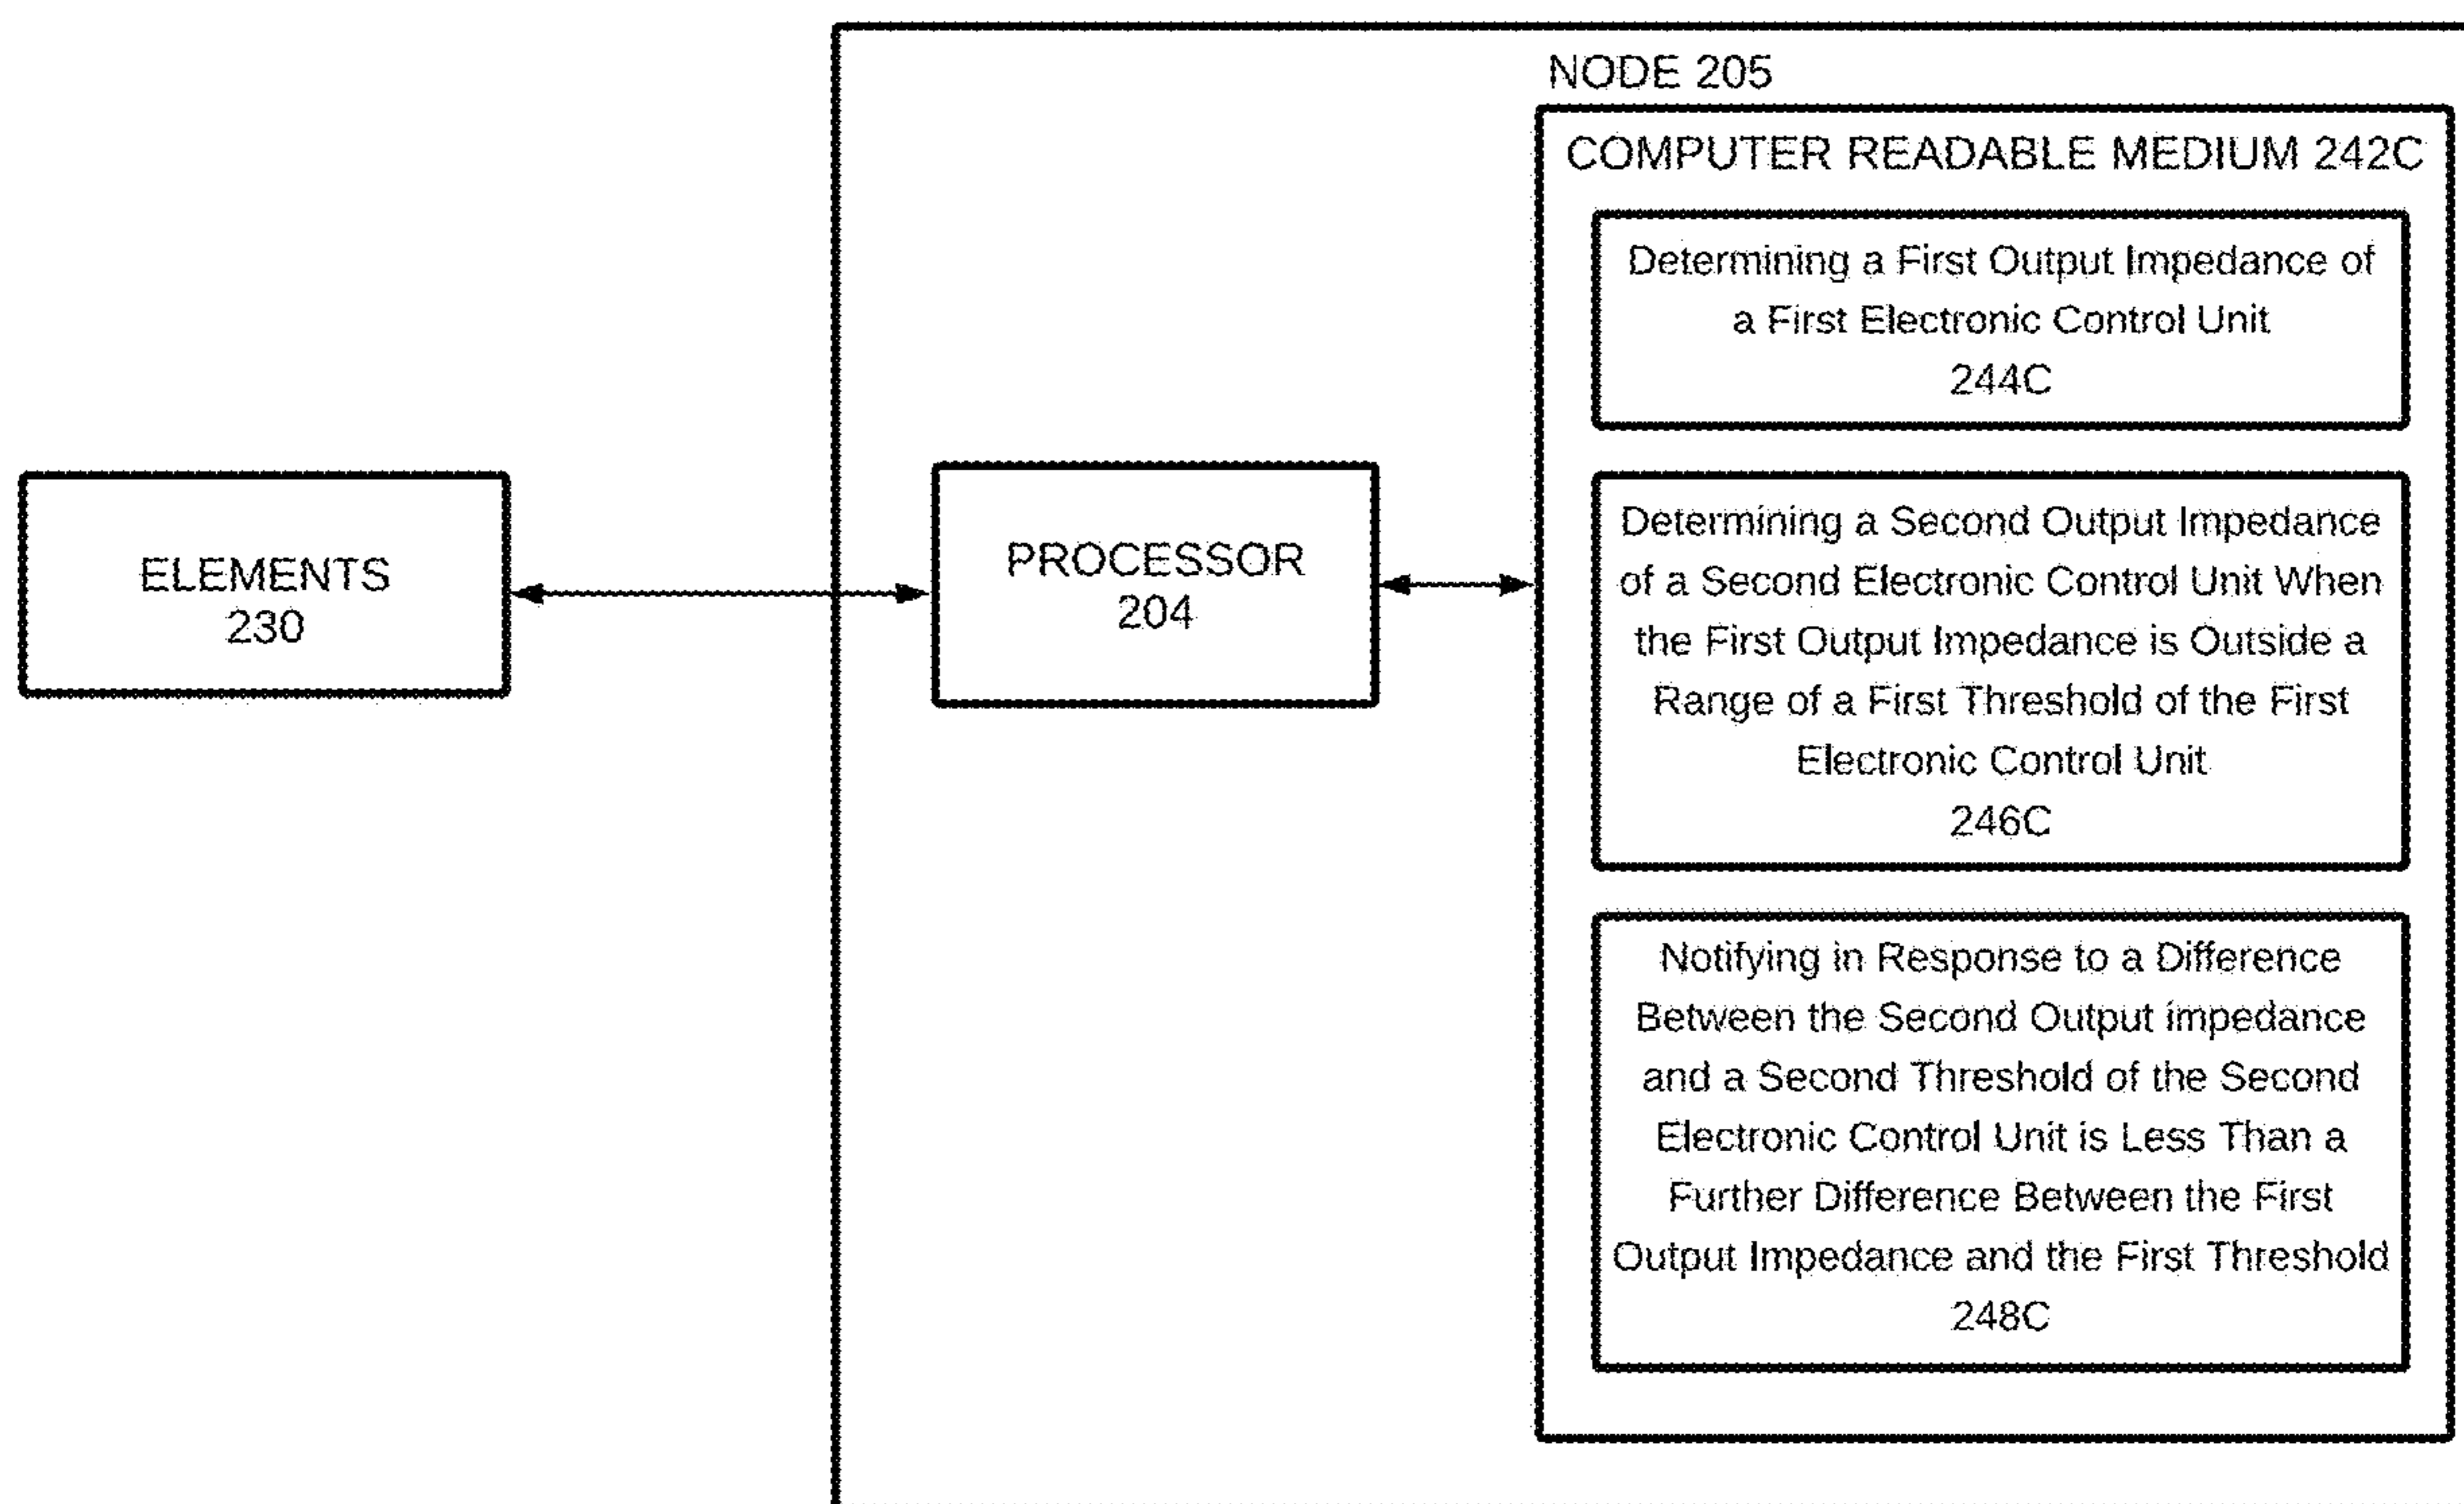 NODE 205
COMPUTER READABLE MEDIUM 242C
Determining a First Output Impedance of
a First Electronic Control Unit
244C
ELEMENTS
230
PROCESSOR
204
Determining a Second Output Impedance
of a Second Electronic Control Unit When
the First Output Impedance is Outside a
Range of a First Threshold of the First
Electronic Control Unit
246C
Notifying in Response to a Difference
Between the Second Output impedance
and a Second Threshold of the Second
Electronic Control Unit is Less Than a
Further Difference Between the First
Output Impedance and the First Threshold
248C